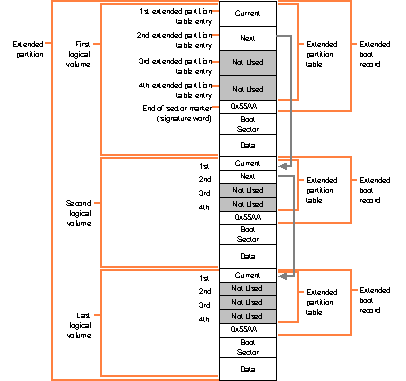 1st extended partition
table entry
Current
2nd extended partition
table entry
Next
Extended
partition
First
logical
volume
Extended
partition
table
Extended
boot
record
3rd extended partition
table entry
Not Used
4th extended partition
table entry
Not Used
End of sector marker
(signature word)
0x55AA
Boot
Sector
Data
1st
Current
2nd
Next
3rd
Not Used
4th
Not Used
Extended
partition
table
Extended
boot
record
0x55AA
Second
logical
volume
Boot
Sector
Data
1st
Current
2nd
Not Used
3rd
Not Used
4th
Not Used
Extended
partition
table
Extended
boot
record
Last
logical
volume
0x55AA
Boot
Sector
Data